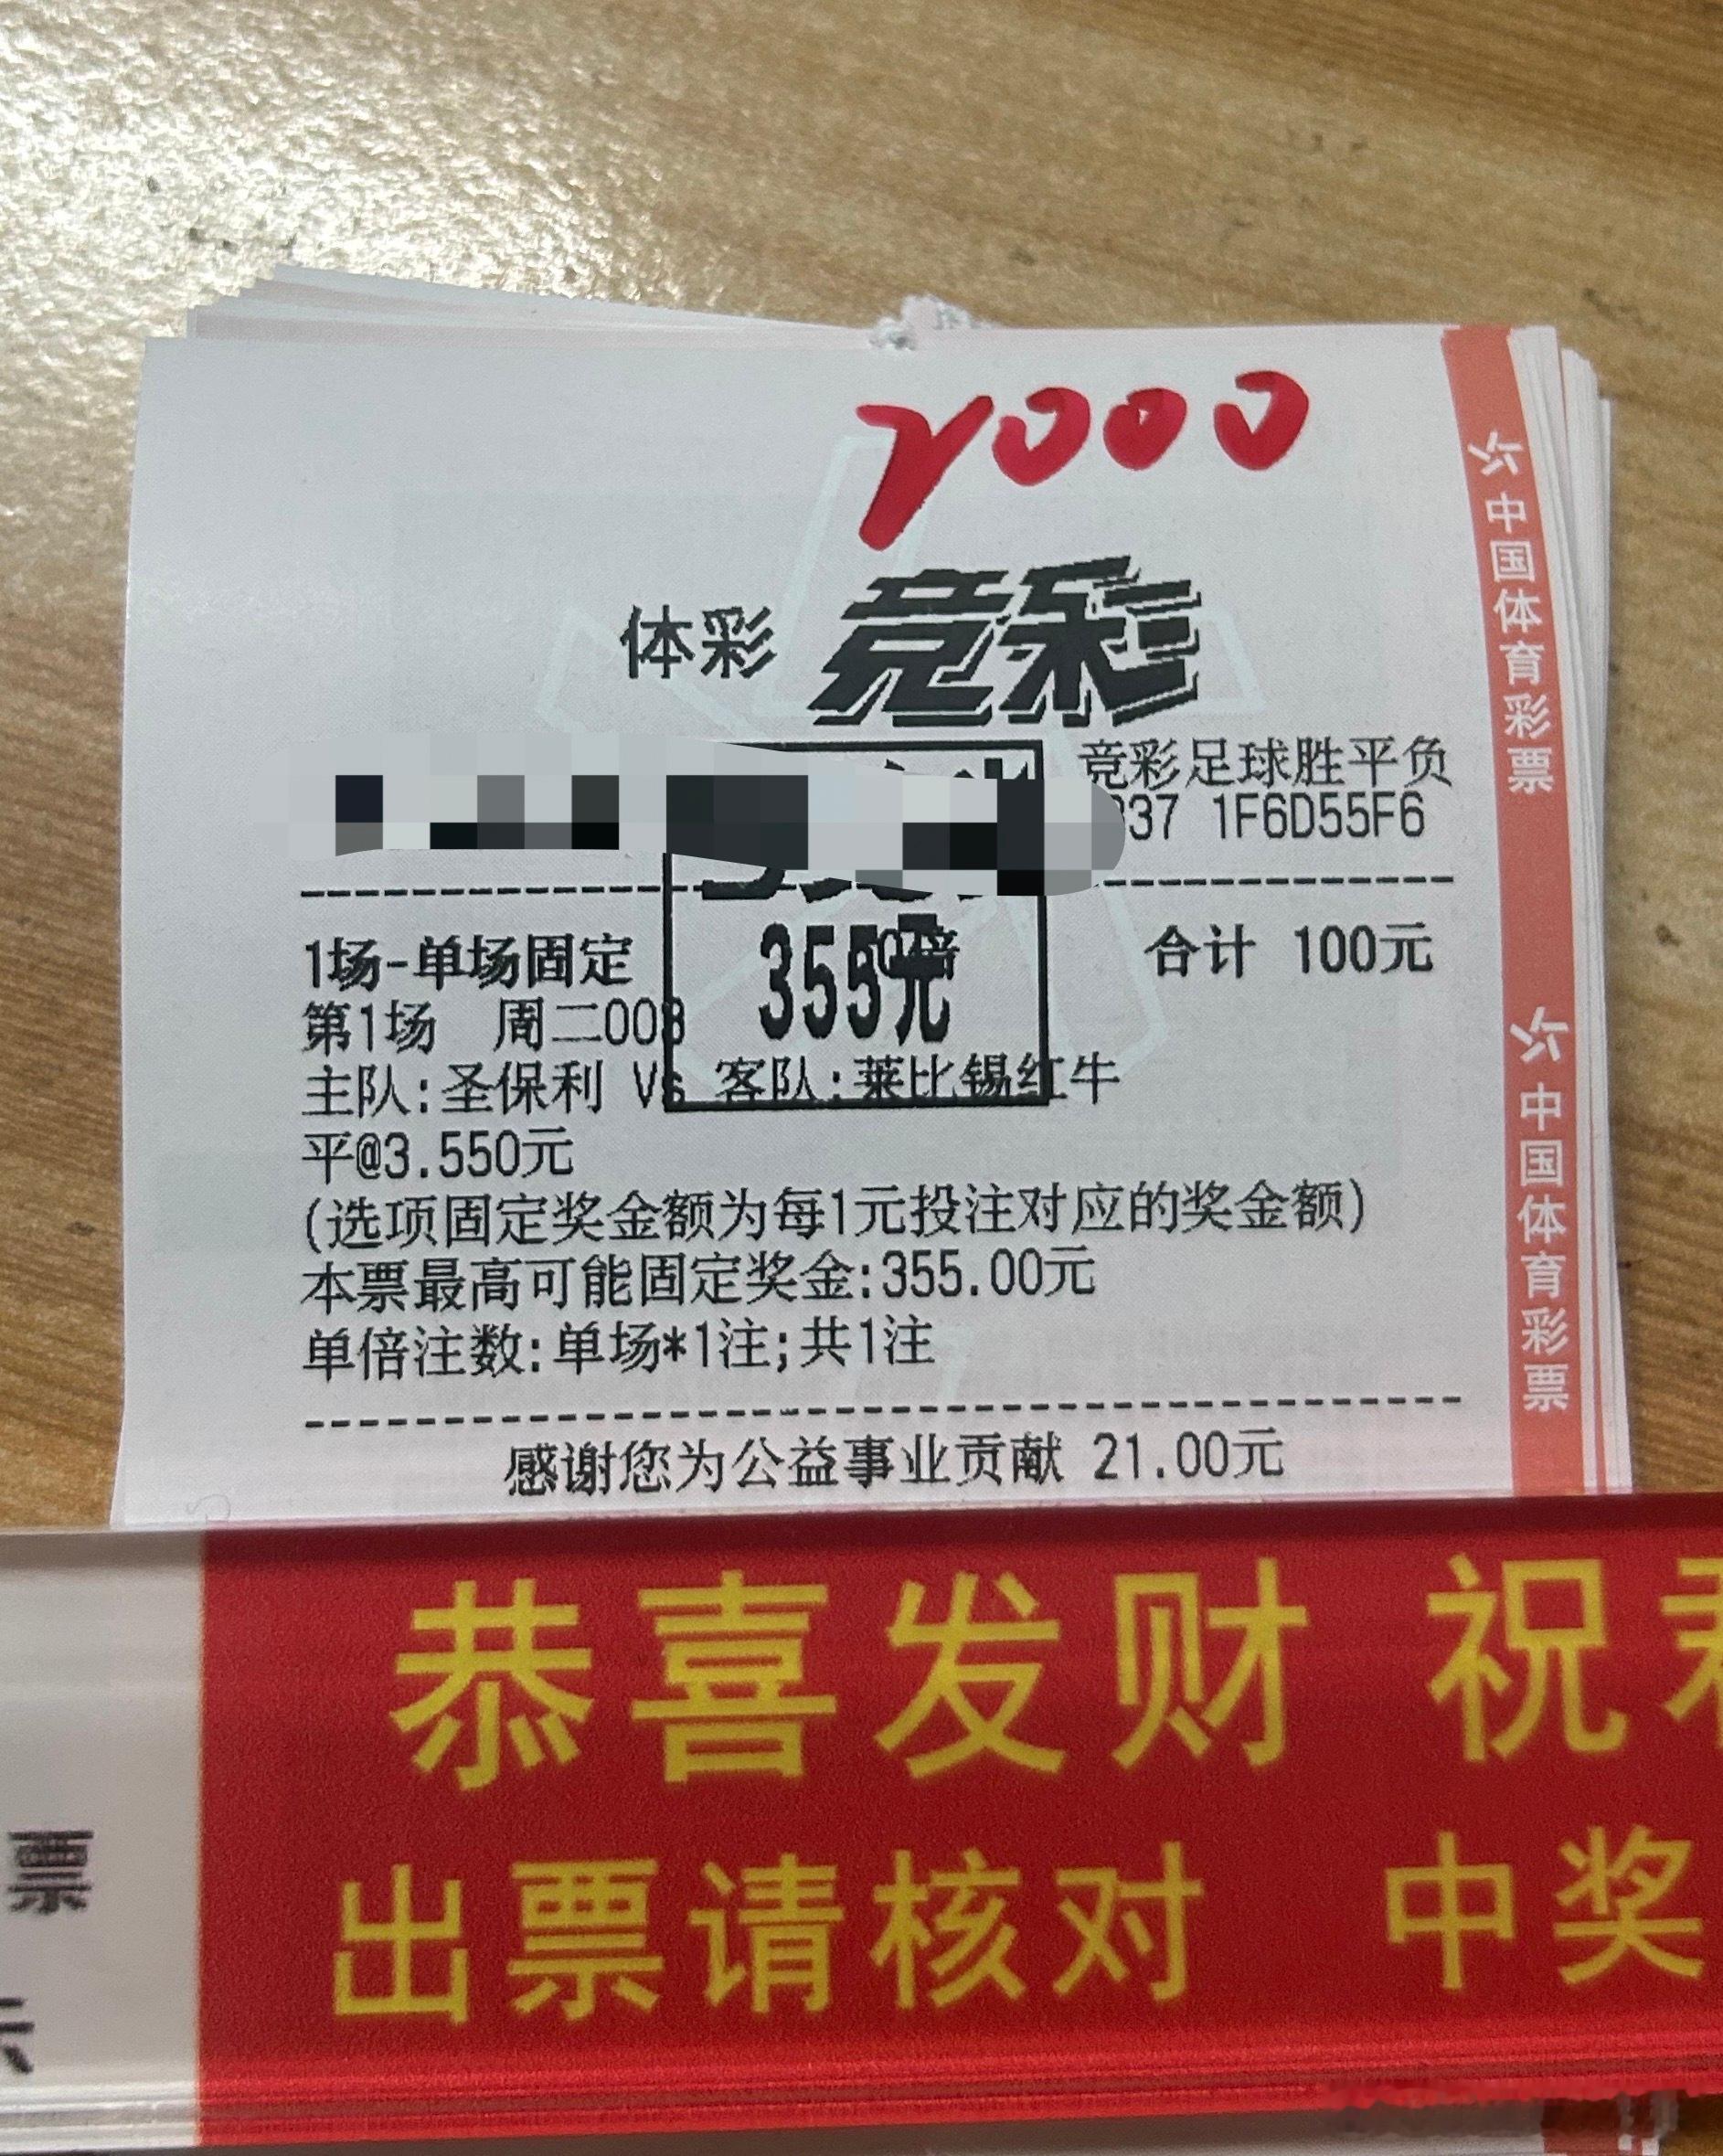 体彩 竞彩
竞彩足球胜平负
37 1F6D55F6
355元
1场-单场固定 合计 100元
第1场 周二008
主队:圣保利 Vs 客队:莱比锡红牛
平@3.550元
(选项固定奖金额为每1元投注对应的奖金额)
本票最高可能固定奖金:355.00元
单倍注数:单场*1注;共1注
感谢您为公益事业贡献 21.00元
中国体育彩票
中国体育彩票
恭喜发财 祝
出票请核对 中奖
票